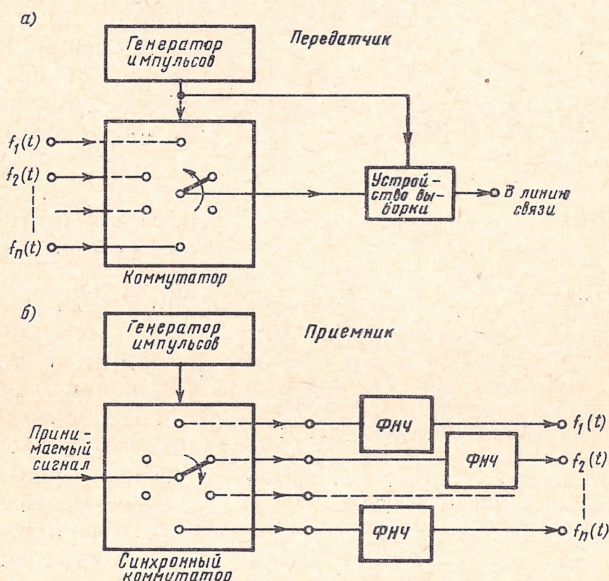 а)
Генератор
импульсов
Передатчик
f₁(t)
f₂(t)
fₙ(t)
Устрой-
ство вы-
борки
В линию
связи
Коммутатор
б)
Генератор
импульсов
Приемник
Прини-
маемый
сигнал
ФНЧ
f₁(t)
ФНЧ
f₂(t)
ФНЧ
fₙ(t)
Синхронный
коммутатор